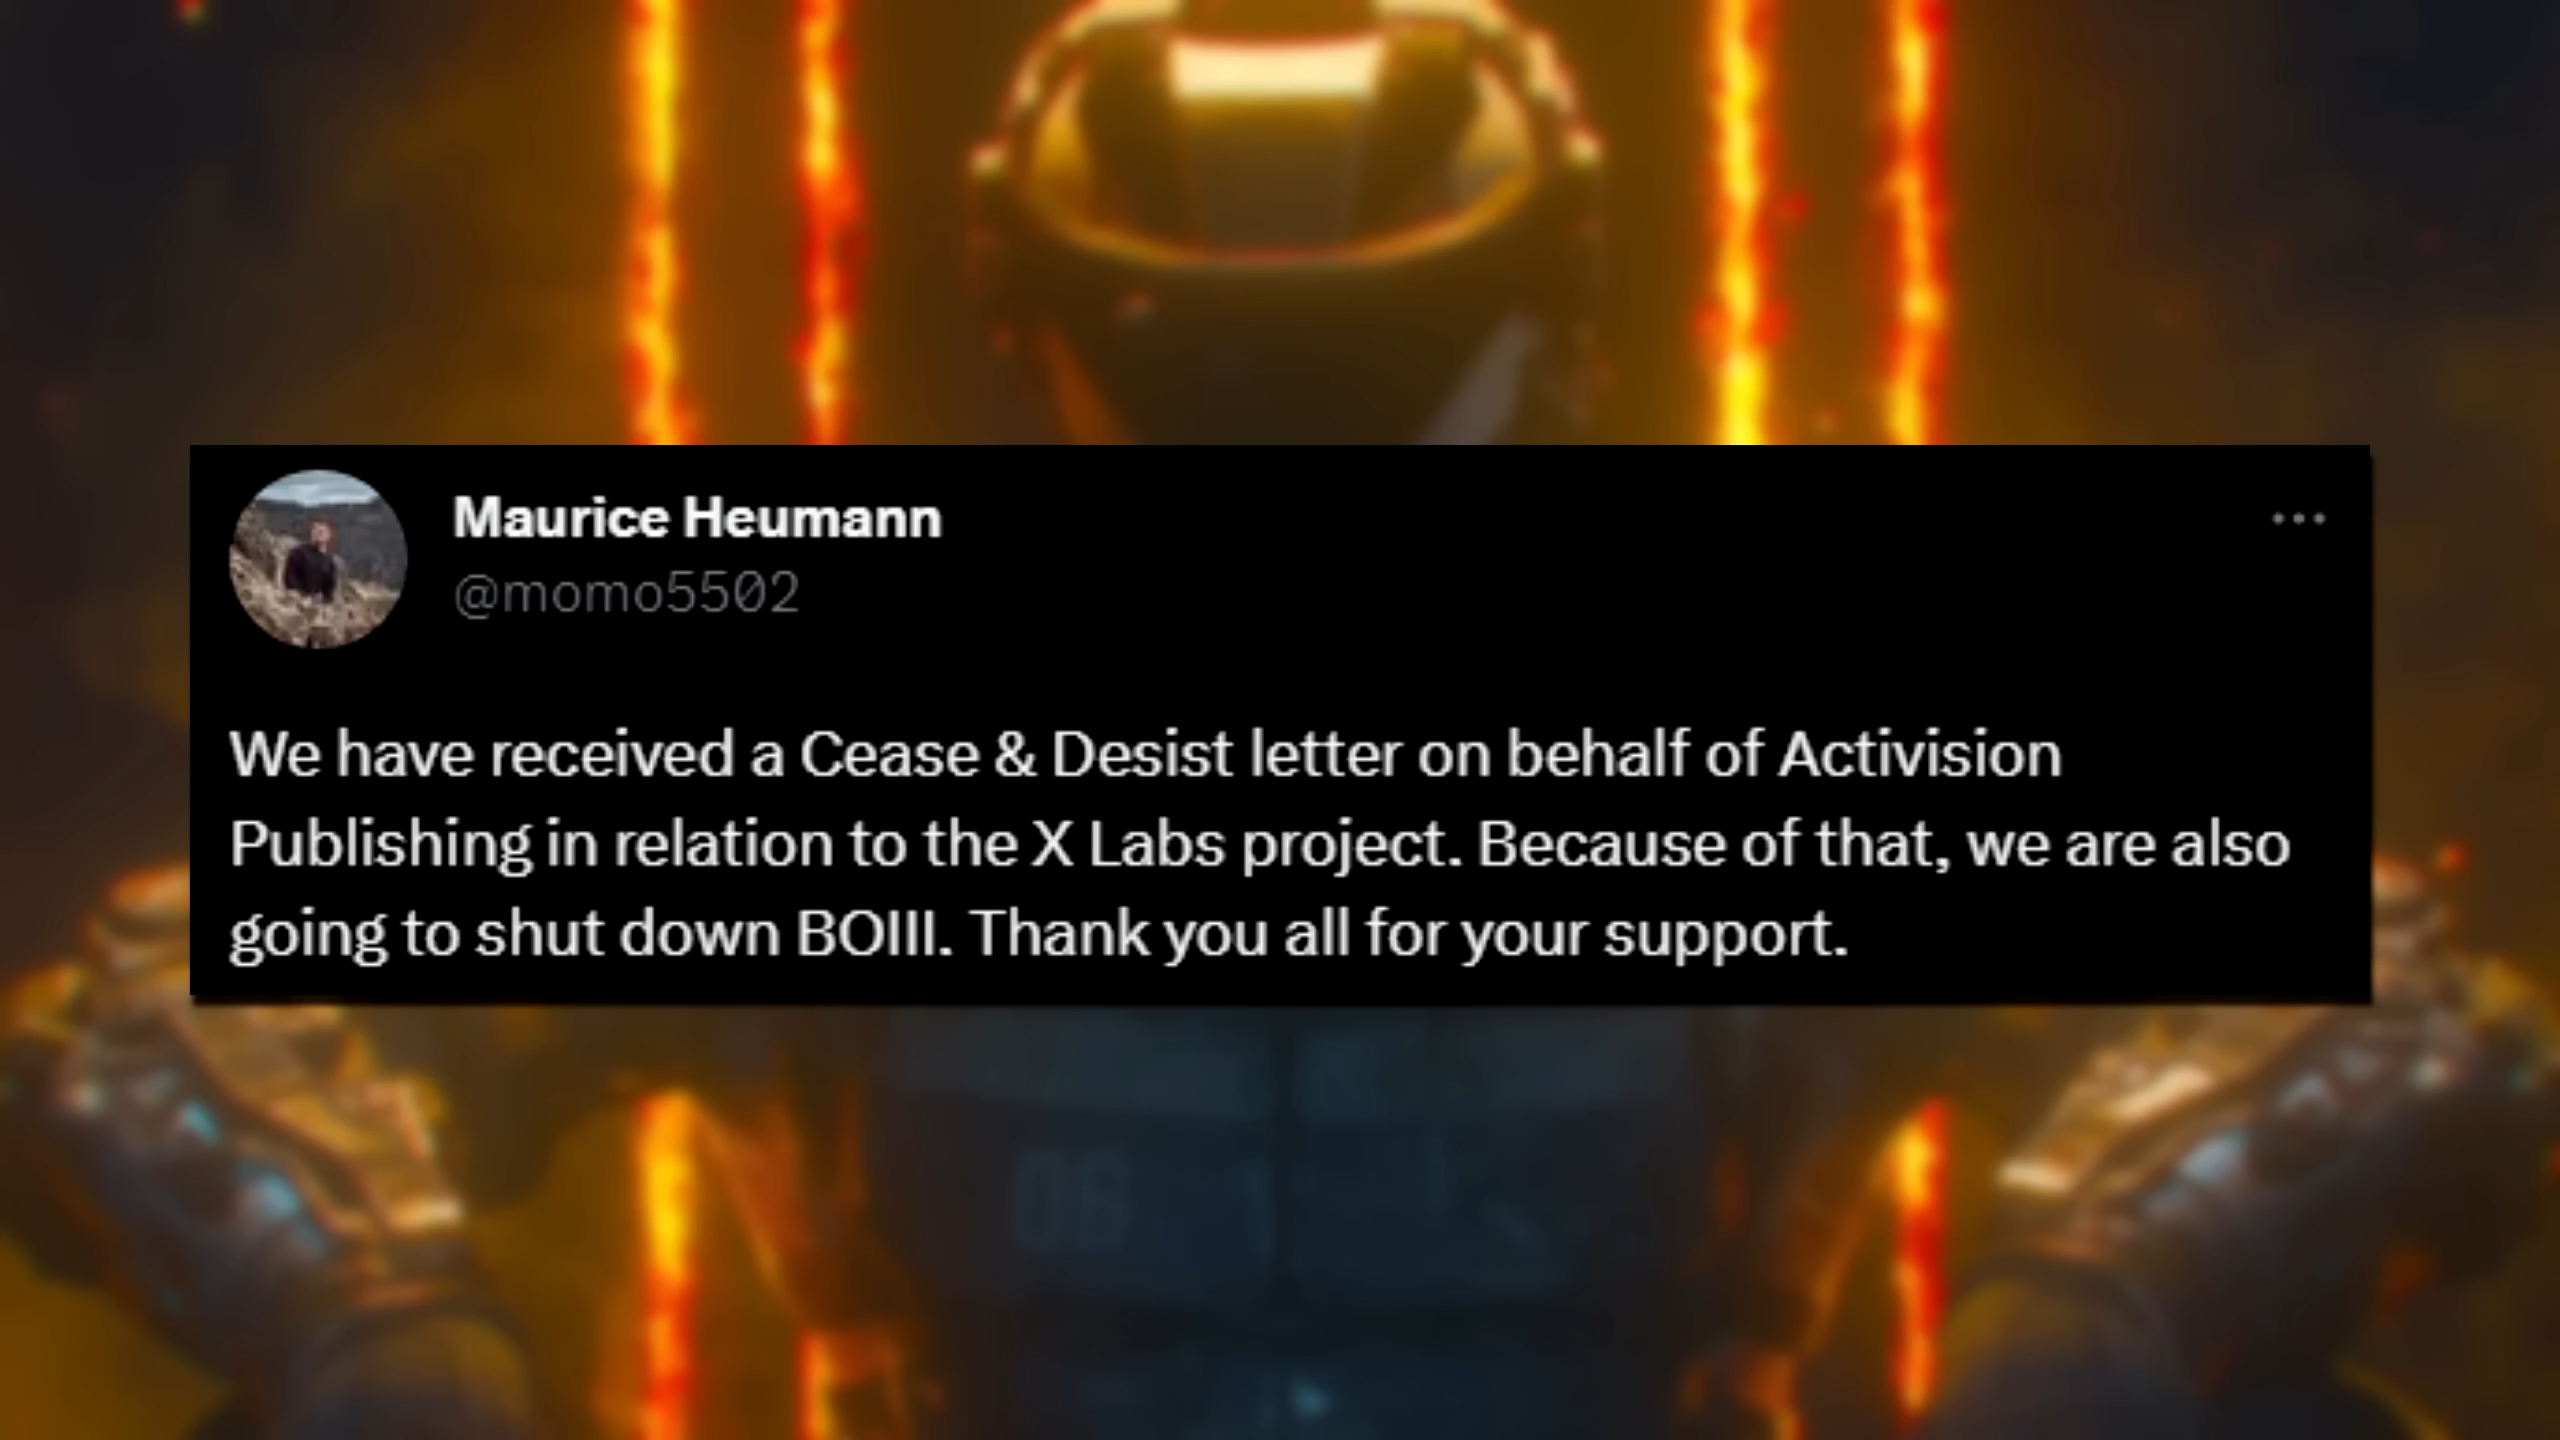 Maurice Heumann
@momo5502
We have received a Cease & Desist letter on behalf of Activision
Publishing in relation to the X Labs project. Because of that, we are also
going to shut down BOIII. Thank you all for your support.
06